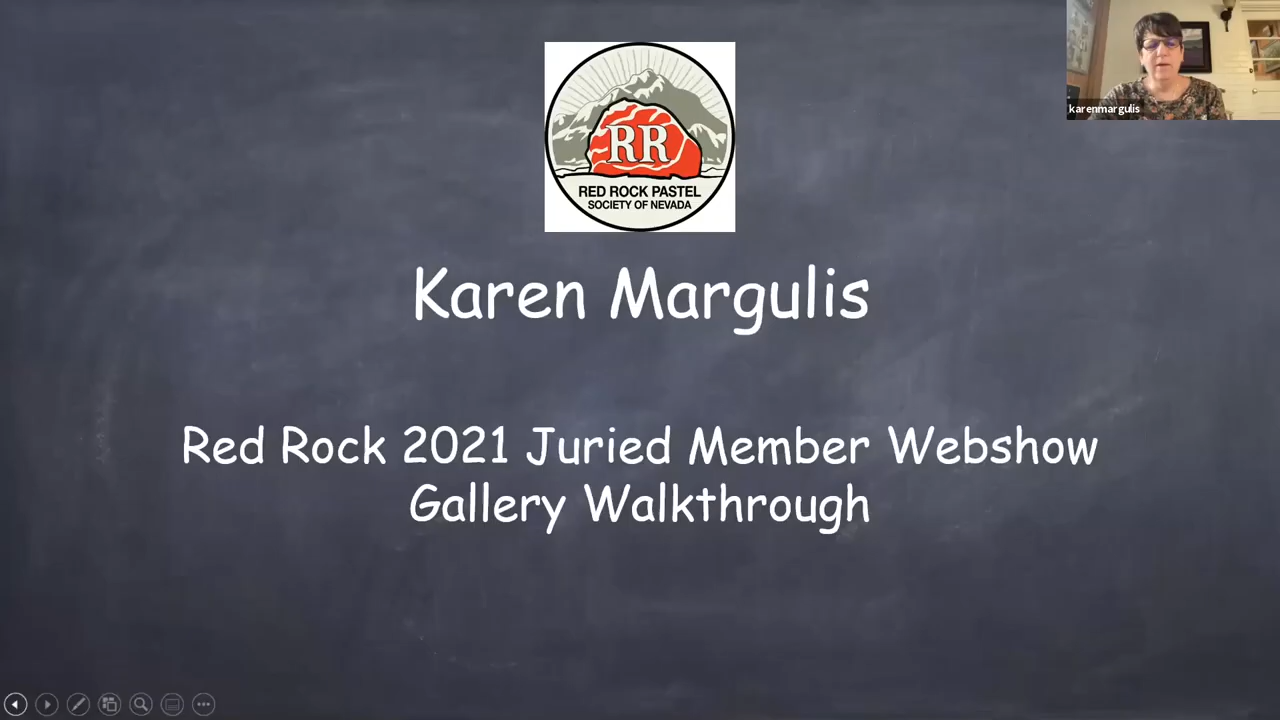 karenmargulis
RR
RED ROCK PASTEL
SOCIETY OF NEVADA
Karen Margulis
Red Rock 2021 Juried Member Webshow
Gallery Walkthrough